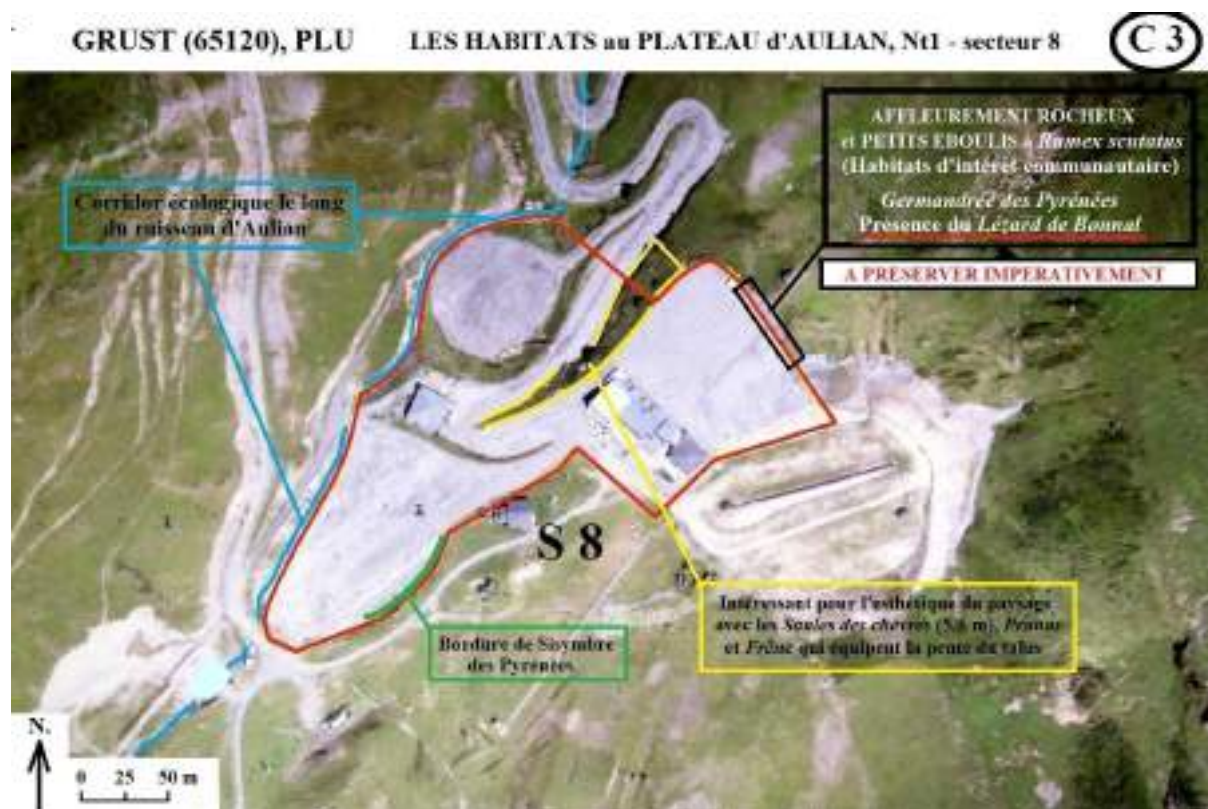 GRUST (65120), PLU LES HABITATS au PLATEAU d'AULIAN, Nt1 - secteur 8
C 3
AFFLEUREMENT ROCHEUX
et PETITS EBOULIS à Rumex scutatus
(Habitats d'intérêt communautaire)
Germandrée des Pyrénées
Présence du Lézard de Bonnal
A PRESERVER IMPERATIVEMENT
Corridor écologique le long
du ruisseau d'Aulian
S 8
Intéressant pour l'esthétique du paysage
avec les Saules des chèvres (5,6 m), Prunus
et Frêne qui équipent la pente du talus
Bordure de Sisymbre
des Pyrénées
N.
0 25 50 m